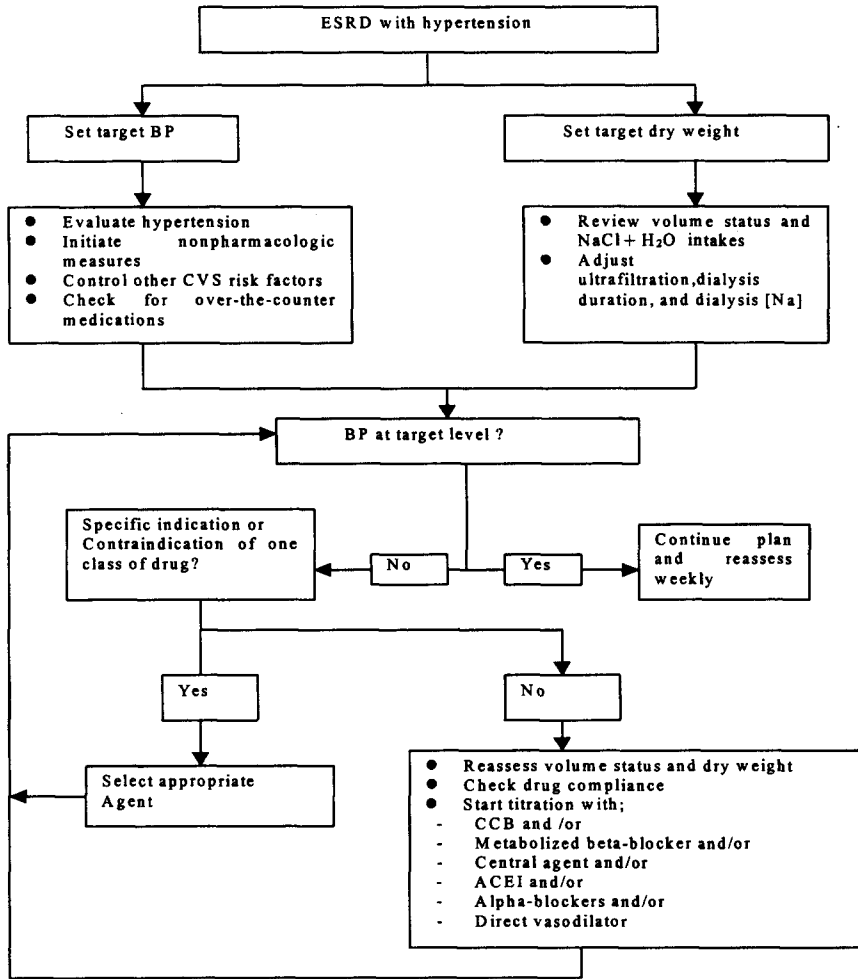 ESRD with hypertension
Set target BP
Set target dry weight
● Evaluate hypertension
● Initiate nonpharmacologic
measures
● Control other CVS risk factors
● Check for over-the-counter
medications
● Review volume status and
NaCl + H₂O intakes
● Adjust
ultrafiltration,dialysis
duration, and dialysis [Na]
BP at target level ?
Specific indication or
Contraindication of one
class of drug?
No
Yes
Continue plan
and reassess
weekly
Yes
No
Select appropriate
Agent
● Reassess volume status and dry weight
● Check drug compliance
● Start titration with;
- CCB and /or
- Metabolized beta-blocker and/or
- Central agent and/or
- ACEI and/or
- Alpha-blockers and/or
- Direct vasodilator